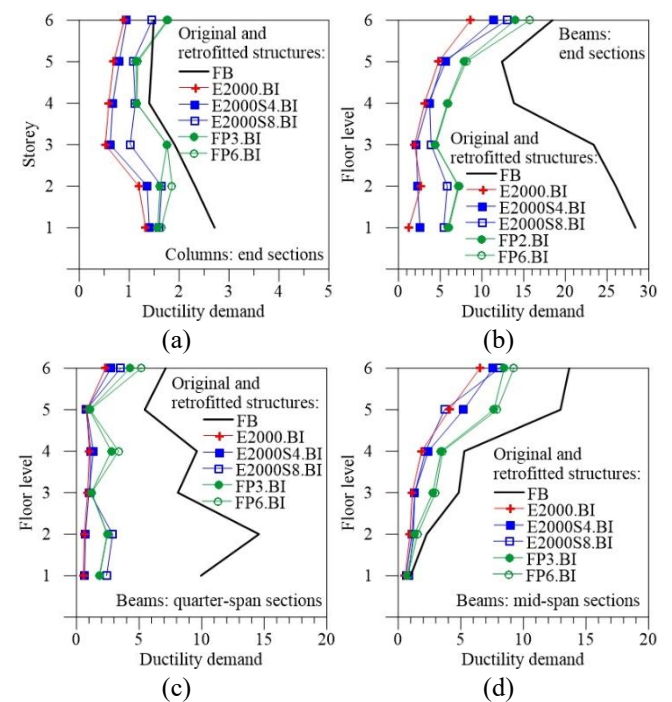 6
5
4
3
2
1
Storey
Original and
retrofitted structures:
FB
E2000.BI
E2000S4.BI
E2000S8.BI
FP3.BI
FP6.BI
Columns: end sections
0 1 2 3 4 5
Ductility demand
(a)
6
5
4
3
2
1
Floor level
Original and
retrofitted structures:
FB
E2000.BI
E2000S4.BI
E2000S8.BI
FP2.BI
FP6.BI
Beams:
end sections
0 5 10 15 20 25 30
Ductility demand
(b)
6
5
4
3
2
1
Floor level
Original and
retrofitted structures:
FB
E2000.BI
E2000S4.BI
E2000S8.BI
FP3.BI
FP6.BI
Beams: quarter-span sections
0 5 10 15 20
Ductility demand
(c)
6
5
4
3
2
1
Floor level
Original and
retrofitted structures:
FB
E2000.BI
E2000S4.BI
E2000S8.BI
FP3.BI
FP6.BI
Beams: mid-span sections
0 5 10 15 20
Ductility demand
(d)